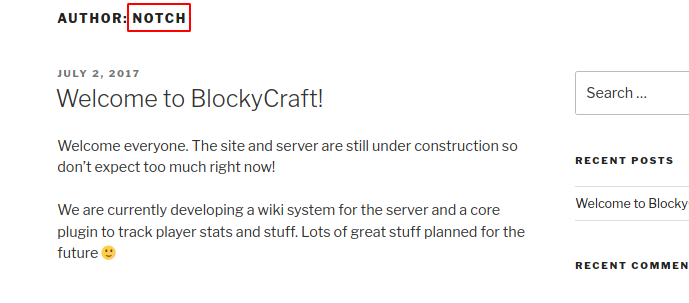 AUTHOR: NOTCH
JULY 2, 2017
Welcome to BlockyCraft!
Welcome everyone. The site and server are still under construction so
don’t expect too much right now!
We are currently developing a wiki system for the server and a core
plugin to track player stats and stuff. Lots of great stuff planned for the
future 🙂
Search …
RECENT POSTS
Welcome to Blocky
RECENT COMMEN